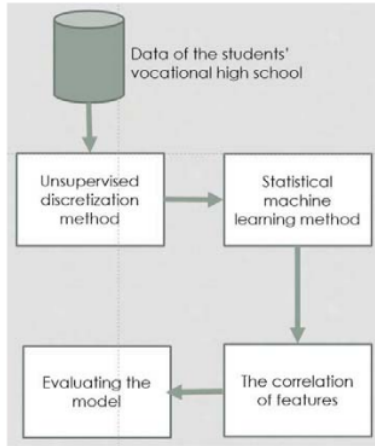 Data of the students'
vocational high school
Unsupervised
discretization
method
Statistical
machine
learning method
The correlation
of features
Evaluating the
model